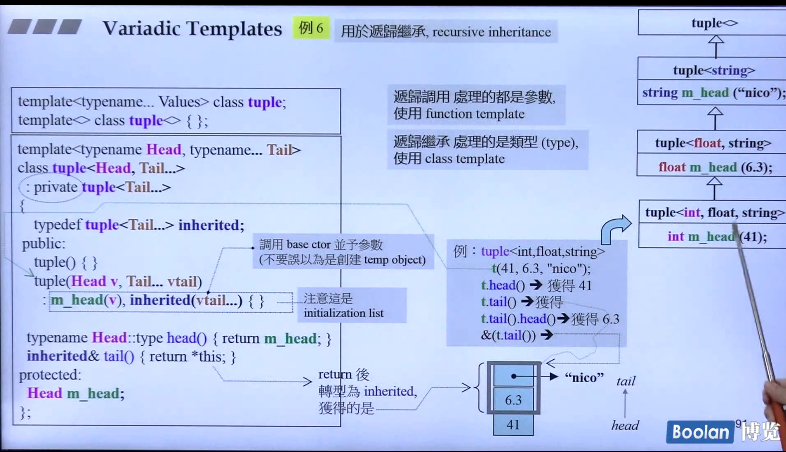 Variadic Templates
例 6
用於遞歸繼承, recursive inheritance
template<typename... Values> class tuple;
template<> class tuple<> { };
template<typename Head, typename... Tail>
class tuple<Head, Tail...>
: private tuple<Tail...>
{
typedef tuple<Tail...> inherited;
public:
tuple() { }
tuple(Head v, Tail... vtail)
: m_head(v), inherited(vtail...) { }
typename Head::type head() { return m_head; }
inherited& tail() { return *this; }
protected:
Head m_head;
};
遞歸調用 處理的都是參數,
使用 function template
遞歸繼承 處理的是類型 (type),
使用 class template
調用 base ctor 並予參數
(不要誤以為是創建 temp object)
注意這是
initialization list
return 後
轉型為 inherited,
獲得的是
例：tuple<int,float,string>
t(41, 6.3, "nico");
t.head() ➔ 獲得 41
t.tail() ➔獲得
t.tail().head()➔獲得 6.3
&(t.tail()) ➔
“nico”
6.3
41
tail
head
tuple<>
tuple<string>
string m_head (“nico”);
tuple<float, string>
float m_head (6.3);
tuple<int, float, string>
int m_head (41);
91
Boolan 博览